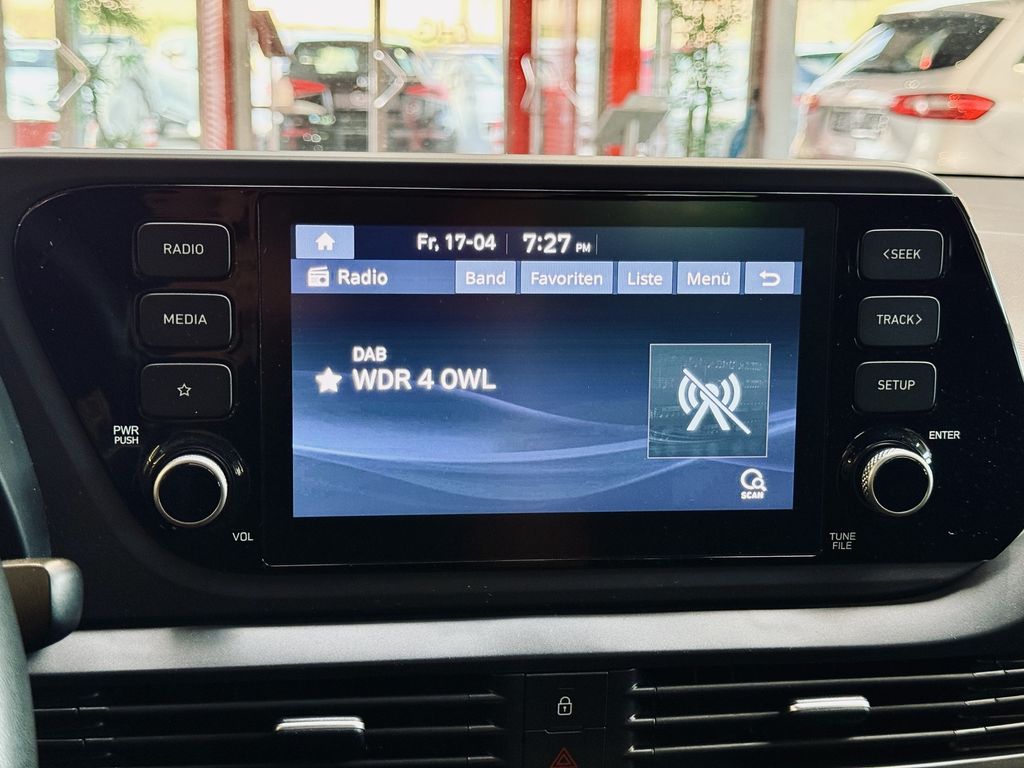 Fr, 17-04 7:27 PM
Radio Band Favoriten Liste Menü
DAB
WDR 4 OWL
SCAN
RADIO
MEDIA
PWR
PUSH
VOL
<SEEK
TRACK>
SETUP
ENTER
TUNE
FILE